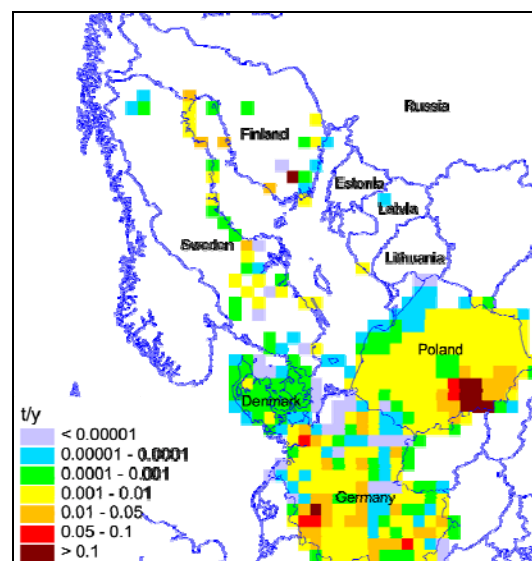 Russia
Finland
Estonia
Latvia
Sweden
Lithuania
Poland
Denmark
Germany
t/y
< 0.00001
0.00001 - 0.0001
0.0001 - 0.001
0.001 - 0.01
0.01 - 0.05
0.05 - 0.1
> 0.1